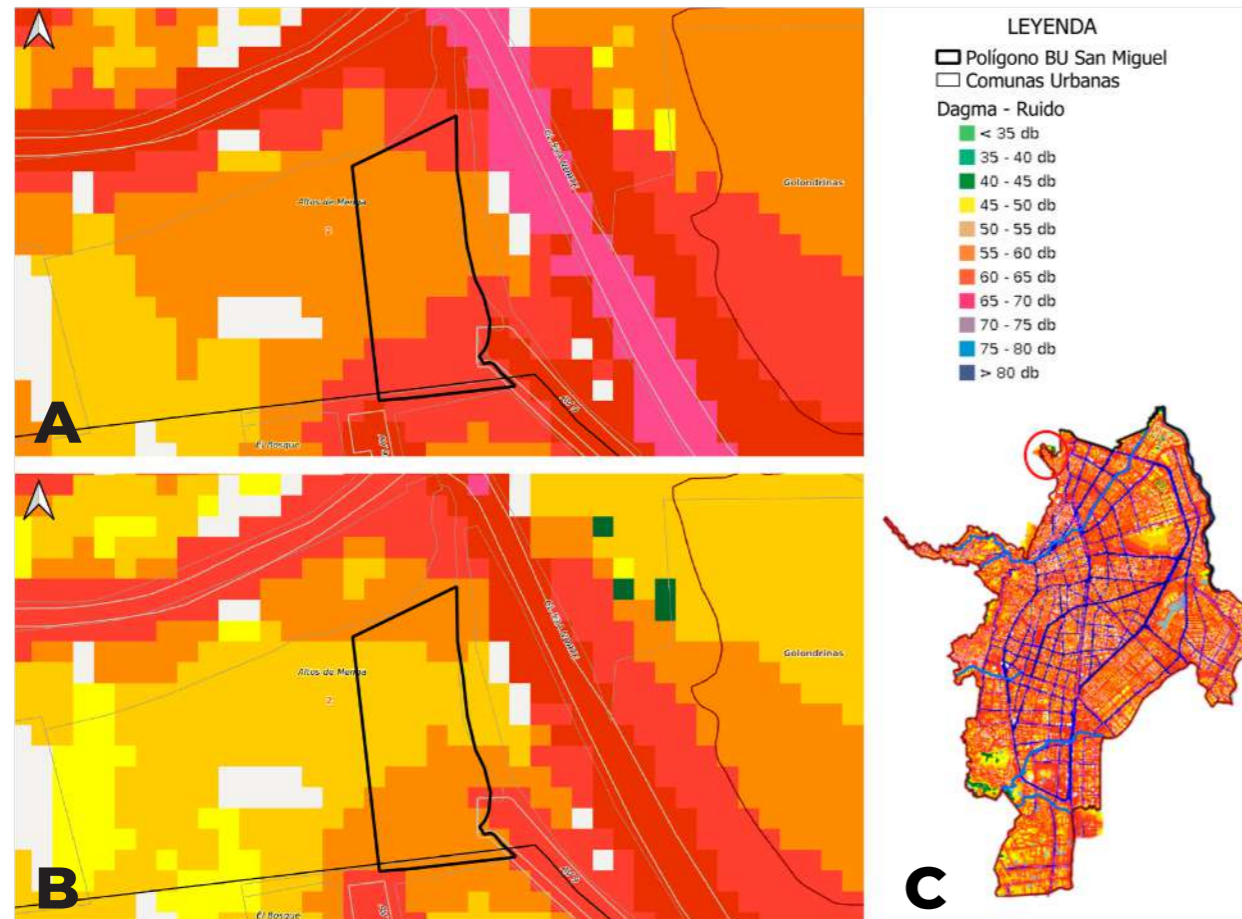 LEYENDA
Polígono BU San Miguel
Comunas Urbanas
Dagma - Ruido
< 35 db
35 - 40 db
40 - 45 db
45 - 50 db
50 - 55 db
55 - 60 db
60 - 65 db
65 - 70 db
70 - 75 db
75 - 80 db
> 80 db
Golondrinas
Altos de Menga
2
El Bosque
A
Golondrinas
Altos de Menga
2
El Bosque
B
C